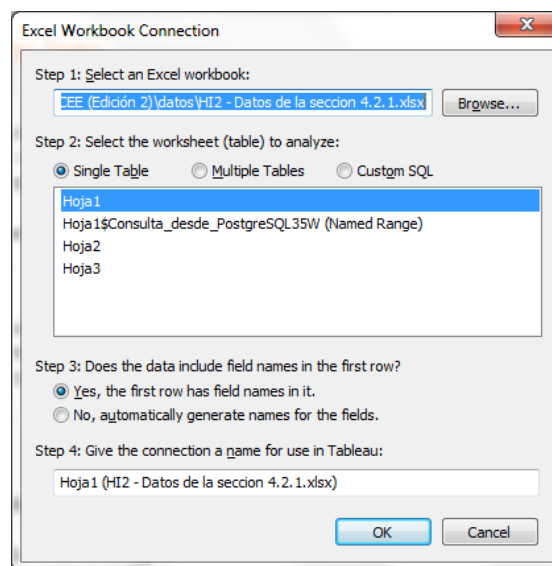 Excel Workbook Connection
Step 1: Select an Excel workbook:
CEE (Edición 2)\datos\HI2 - Datos de la seccion 4.2.1.xlsx
Browse...
Step 2: Select the worksheet (table) to analyze:
Single Table Multiple Tables Custom SQL
Hoja1
Hoja1$Consulta_desde_PostgreSQL35W (Named Range)
Hoja2
Hoja3
Step 3: Does the data include field names in the first row?
Yes, the first row has field names in it.
No, automatically generate names for the fields.
Step 4: Give the connection a name for use in Tableau:
Hoja1 (HI2 - Datos de la seccion 4.2.1.xlsx)
OK Cancel